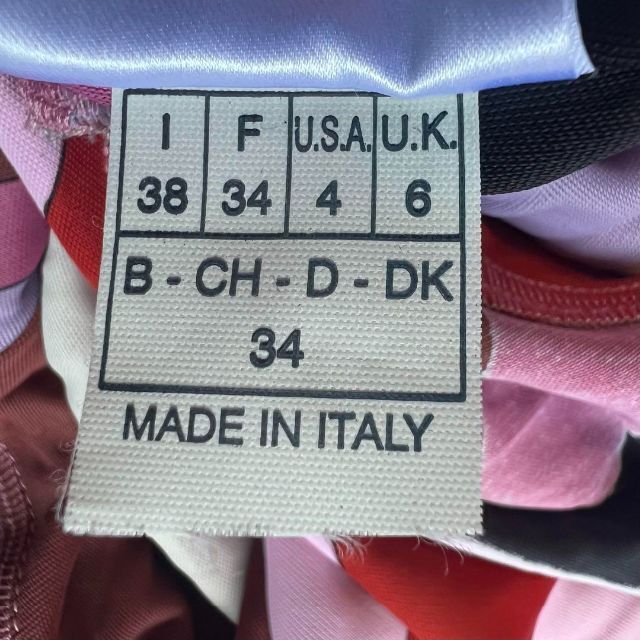 I F U.S.A. U.K.
38 34 4 6
B - CH - D - DK
34
MADE IN ITALY